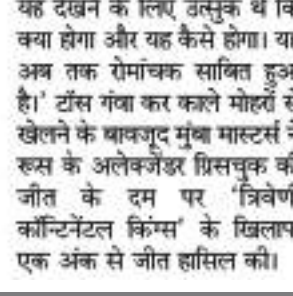 यह देखने के लिए उत्सुक थे कि
क्या होगा और यह कैसे होगा। या
अब तक रोमांचक साबित हुअ
है।' टॉस गंवा कर काले मोहरों से
खेलने के बावजूद मुंबा मास्टर्स ने
रूस के अलेक्जेंडर ग्रिसचुक की
जीत के दम पर 'त्रिवेणी
कॉन्टिनेंटल किंग्स' के खिलाप
एक अंक से जीत हासिल की।